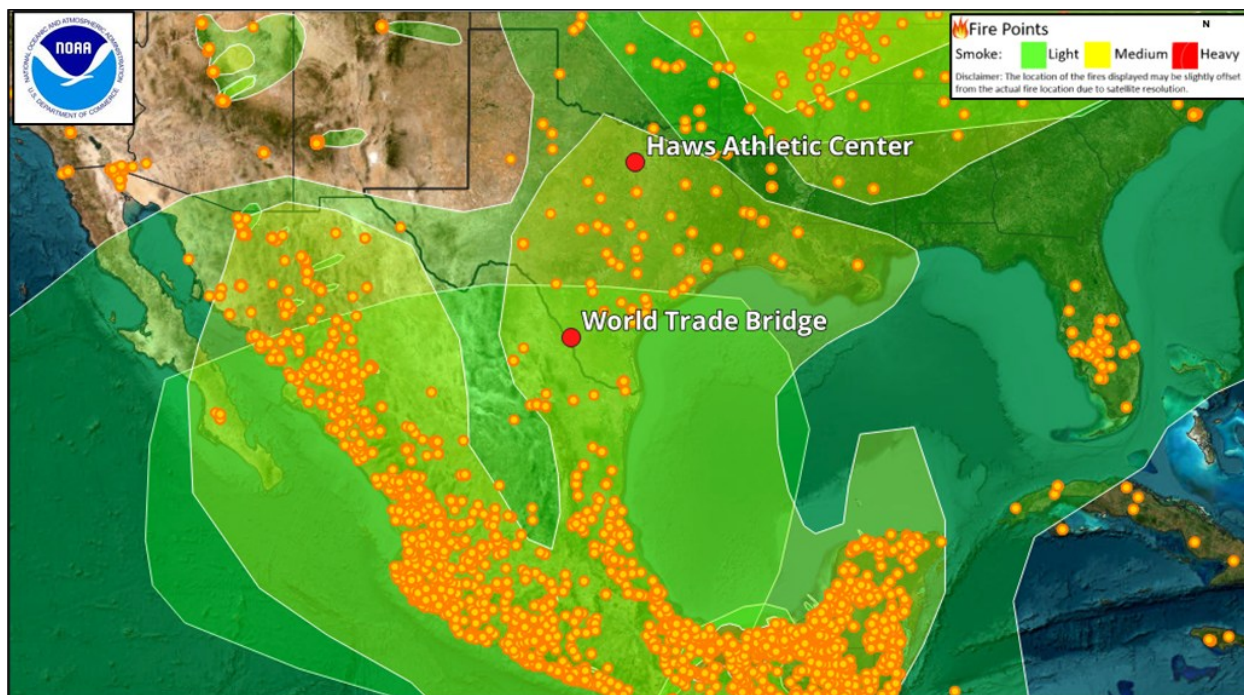 NATIONAL OCEANIC AND ATMOSPHERIC ADMINISTRATION
NOAA
U.S. DEPARTMENT OF COMMERCE
Fire Points
N
Smoke: Light Medium Heavy
Disclaimer: The location of the fires displayed may be slightly offset
from the actual fire location due to satellite resolution.
Haws Athletic Center
World Trade Bridge